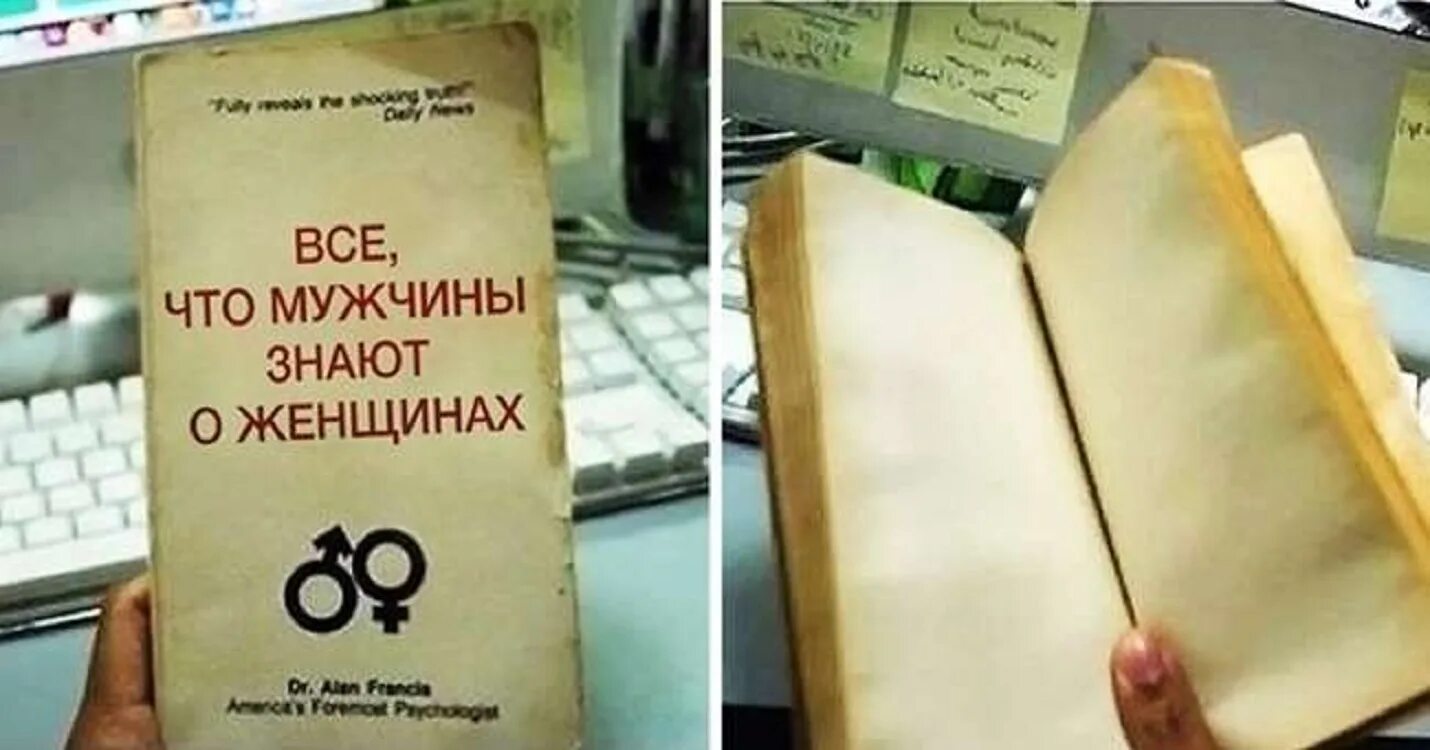 "Fully reveals the shocking truth!"
Daily News
ВСЕ,
ЧТО МУЖЧИНЫ
ЗНАЮТ
О ЖЕНЩИНАХ
Dr. Alan Francis
America's Foremost Psychologist